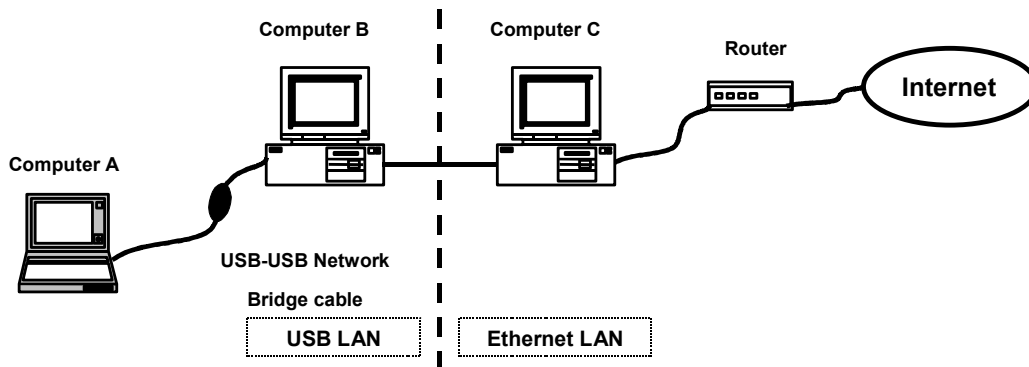 Computer B
Computer C
Router
Internet
Computer A
USB-USB Network
Bridge cable
USB LAN
Ethernet LAN